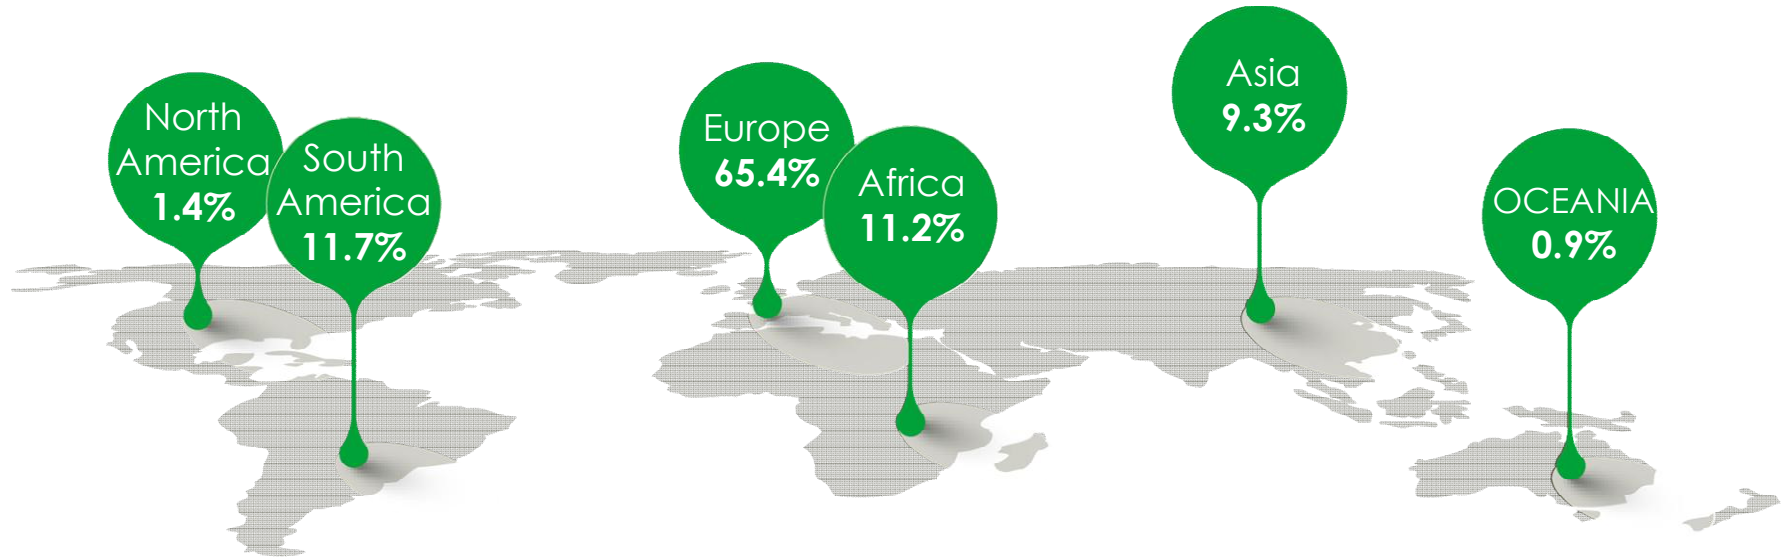 North
America
1.4%
South
America
11.7%
Europe
65.4%
Africa
11.2%
Asia
9.3%
OCEANIA
0.9%